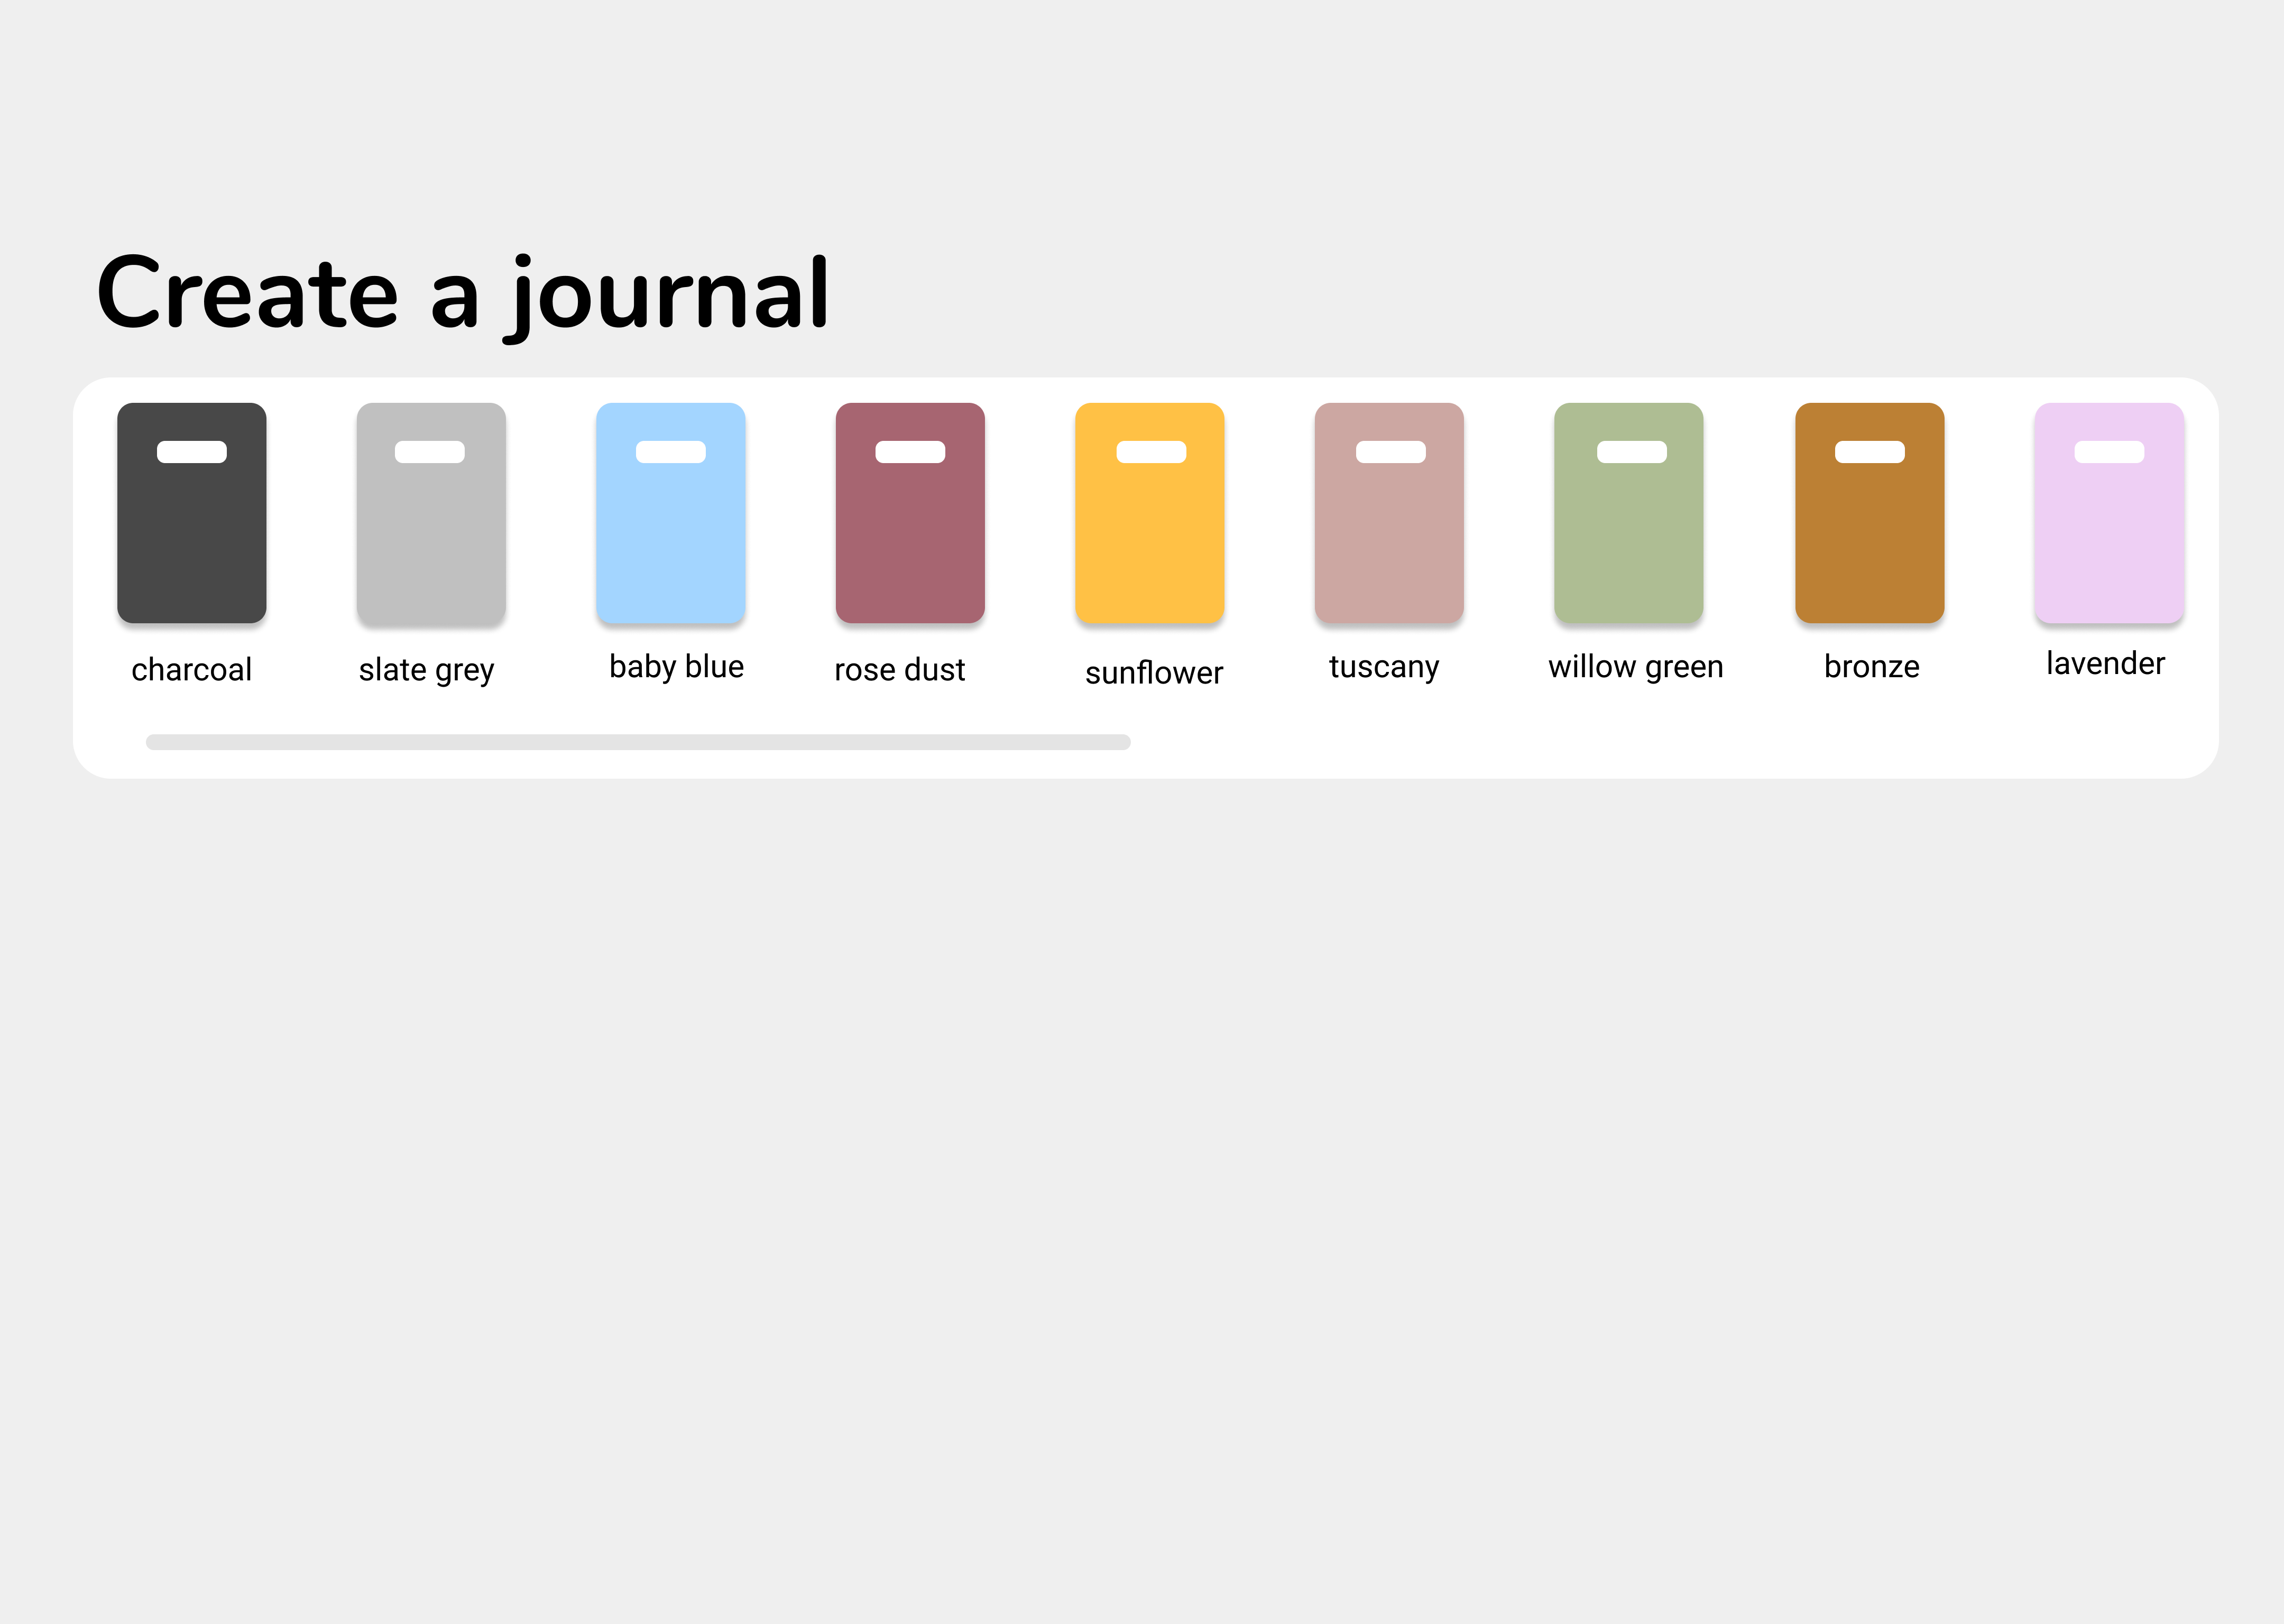 Create a journal
charcoal
slate grey
baby blue
rose dust
sunflower
tuscany
willow green
bronze
lavender